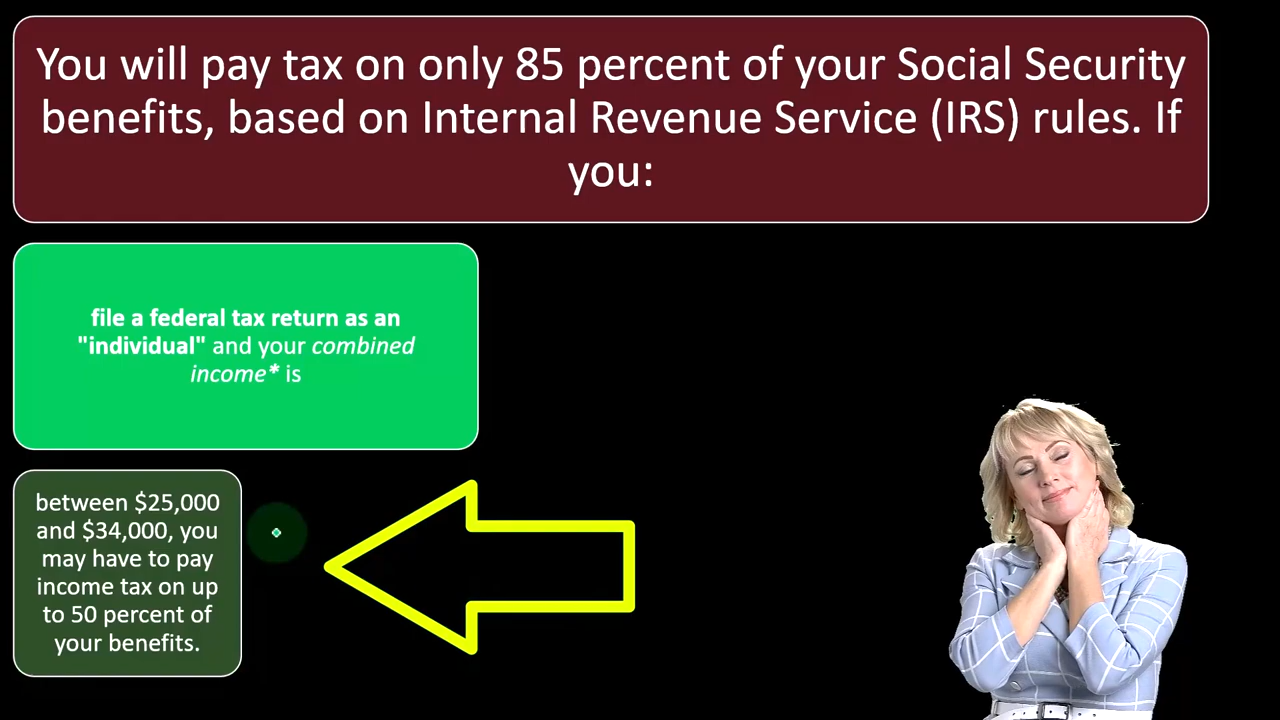 You will pay tax on only 85 percent of your Social Security
benefits, based on Internal Revenue Service (IRS) rules. If
you:
file a federal tax return as an
"individual" and your combined
income* is
between $25,000
and $34,000, you
may have to pay
income tax on up
to 50 percent of
your benefits.